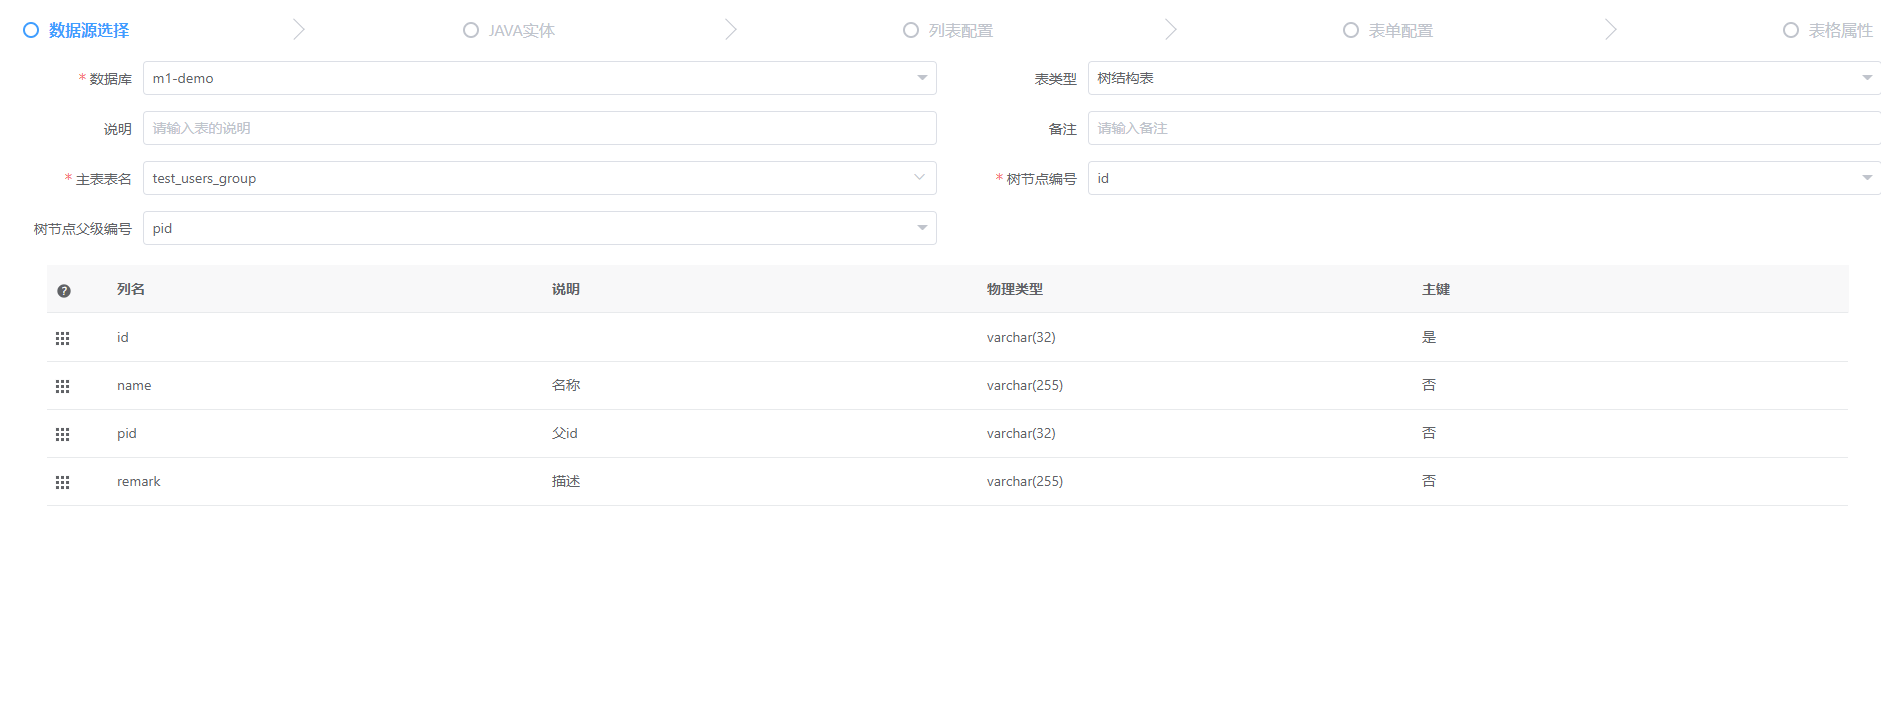 数据源选择 JAVA实体 列表配置 表单配置 表格属性
* 数据库 m1-demo 表类型 树结构表
说明 请输入表的说明 备注 请输入备注
* 主表表名 test_users_group * 树节点编号 id
树节点父级编号 pid
? 列名 说明 物理类型 主键
id varchar(32) 是
name 名称 varchar(255) 否
pid 父id varchar(32) 否
remark 描述 varchar(255) 否